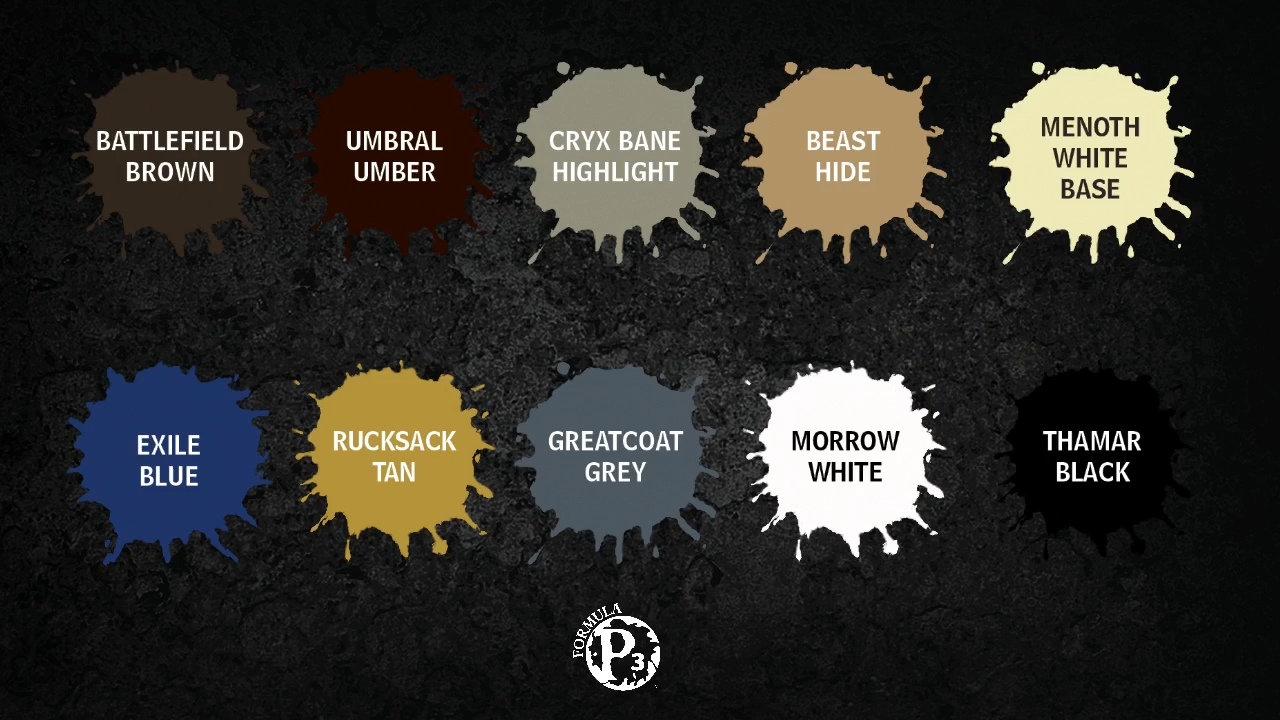 BATTLEFIELD
BROWN
UMBRAL
UMBER
CRYX BANE
HIGHLIGHT
BEAST
HIDE
MENOTH
WHITE
BASE
EXILE
BLUE
RUCKSACK
TAN
GREATCOAT
GREY
MORROW
WHITE
THAMAR
BLACK
FORMULA
P3